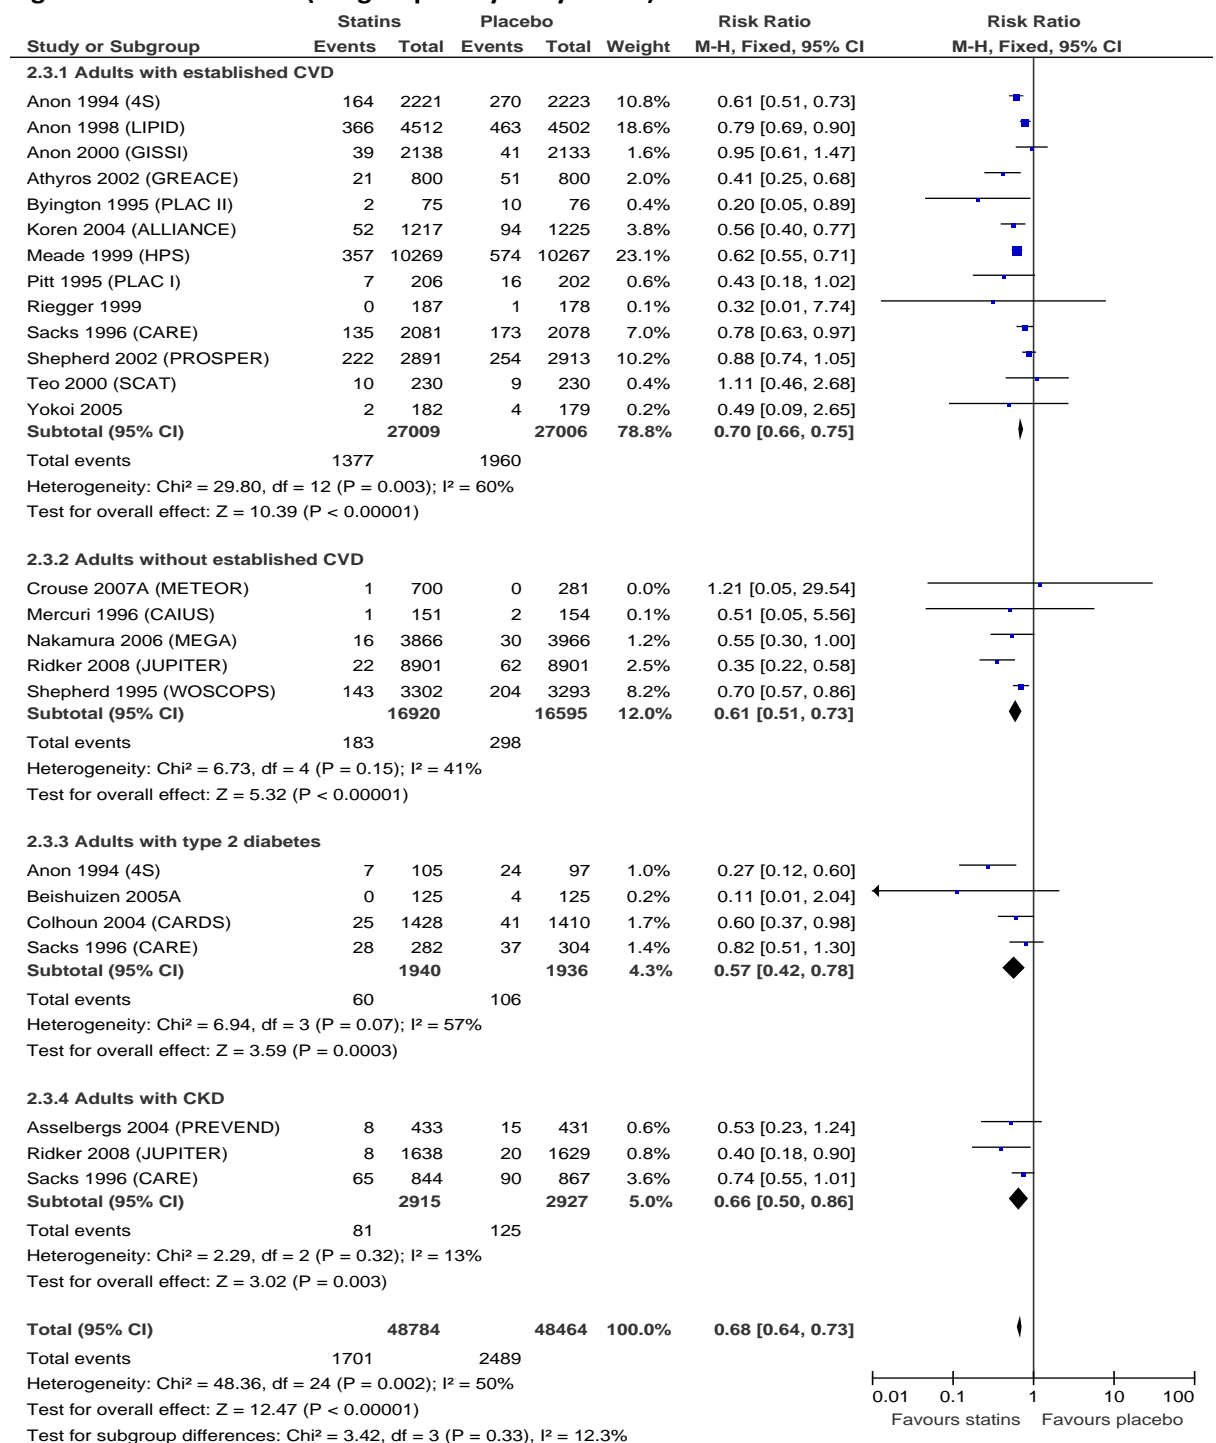 Statins Placebo Risk Ratio Risk Ratio
Study or Subgroup Events Total Events Total Weight M-H, Fixed, 95% CI M-H, Fixed, 95% CI
2.3.1 Adults with established CVD
Anon 1994 (4S) 164 2221 270 2223 10.8% 0.61 [0.51, 0.73]
Anon 1998 (LIPID) 366 4512 463 4502 18.6% 0.79 [0.69, 0.90]
Anon 2000 (GISSI) 39 2138 41 2133 1.6% 0.95 [0.61, 1.47]
Athyros 2002 (GREACE) 21 800 51 800 2.0% 0.41 [0.25, 0.68]
Byington 1995 (PLAC II) 2 75 10 76 0.4% 0.20 [0.05, 0.89]
Koren 2004 (ALLIANCE) 52 1217 94 1225 3.8% 0.56 [0.40, 0.77]
Meade 1999 (HPS) 357 10269 574 10267 23.1% 0.62 [0.55, 0.71]
Pitt 1995 (PLAC I) 7 206 16 202 0.6% 0.43 [0.18, 1.02]
Riegger 1999 0 187 1 178 0.1% 0.32 [0.01, 7.74]
Sacks 1996 (CARE) 135 2081 173 2078 7.0% 0.78 [0.63, 0.97]
Shepherd 2002 (PROSPER) 222 2891 254 2913 10.2% 0.88 [0.74, 1.05]
Teo 2000 (SCAT) 10 230 9 230 0.4% 1.11 [0.46, 2.68]
Yokoi 2005 2 182 4 179 0.2% 0.49 [0.09, 2.65]
Subtotal (95% CI) 27009 27006 78.8% 0.70 [0.66, 0.75]
Total events 1377 1960
Heterogeneity: Chi² = 29.80, df = 12 (P = 0.003); I² = 60%
Test for overall effect: Z = 10.39 (P < 0.00001)
2.3.2 Adults without established CVD
Crouse 2007A (METEOR) 1 700 0 281 0.0% 1.21 [0.05, 29.54]
Mercuri 1996 (CAIUS) 1 151 2 154 0.1% 0.51 [0.05, 5.56]
Nakamura 2006 (MEGA) 16 3866 30 3966 1.2% 0.55 [0.30, 1.00]
Ridker 2008 (JUPITER) 22 8901 62 8901 2.5% 0.35 [0.22, 0.58]
Shepherd 1995 (WOSCOPS) 143 3302 204 3293 8.2% 0.70 [0.57, 0.86]
Subtotal (95% CI) 16920 16595 12.0% 0.61 [0.51, 0.73]
Total events 183 298
Heterogeneity: Chi² = 6.73, df = 4 (P = 0.15); I² = 41%
Test for overall effect: Z = 5.32 (P < 0.00001)
2.3.3 Adults with type 2 diabetes
Anon 1994 (4S) 7 105 24 97 1.0% 0.27 [0.12, 0.60]
Beishuizen 2005A 0 125 4 125 0.2% 0.11 [0.01, 2.04]
Colhoun 2004 (CARDS) 25 1428 41 1410 1.7% 0.60 [0.37, 0.98]
Sacks 1996 (CARE) 28 282 37 304 1.4% 0.82 [0.51, 1.30]
Subtotal (95% CI) 1940 1936 4.3% 0.57 [0.42, 0.78]
Total events 60 106
Heterogeneity: Chi² = 6.94, df = 3 (P = 0.07); I² = 57%
Test for overall effect: Z = 3.59 (P = 0.0003)
2.3.4 Adults with CKD
Asselbergs 2004 (PREVEND) 8 433 15 431 0.6% 0.53 [0.23, 1.24]
Ridker 2008 (JUPITER) 8 1638 20 1629 0.8% 0.40 [0.18, 0.90]
Sacks 1996 (CARE) 65 844 90 867 3.6% 0.74 [0.55, 1.01]
Subtotal (95% CI) 2915 2927 5.0% 0.66 [0.50, 0.86]
Total events 81 125
Heterogeneity: Chi² = 2.29, df = 2 (P = 0.32); I² = 13%
Test for overall effect: Z = 3.02 (P = 0.003)
Total (95% CI) 48784 48464 100.0% 0.68 [0.64, 0.73]
Total events 1701 2489
Heterogeneity: Chi² = 48.36, df = 24 (P = 0.002); I² = 50%
0.01 0.1 1 10 100
Test for overall effect: Z = 12.47 (P < 0.00001)
Favours statins Favours placebo
Test for subgroup differences: Chi² = 3.42, df = 3 (P = 0.33), I² = 12.3%